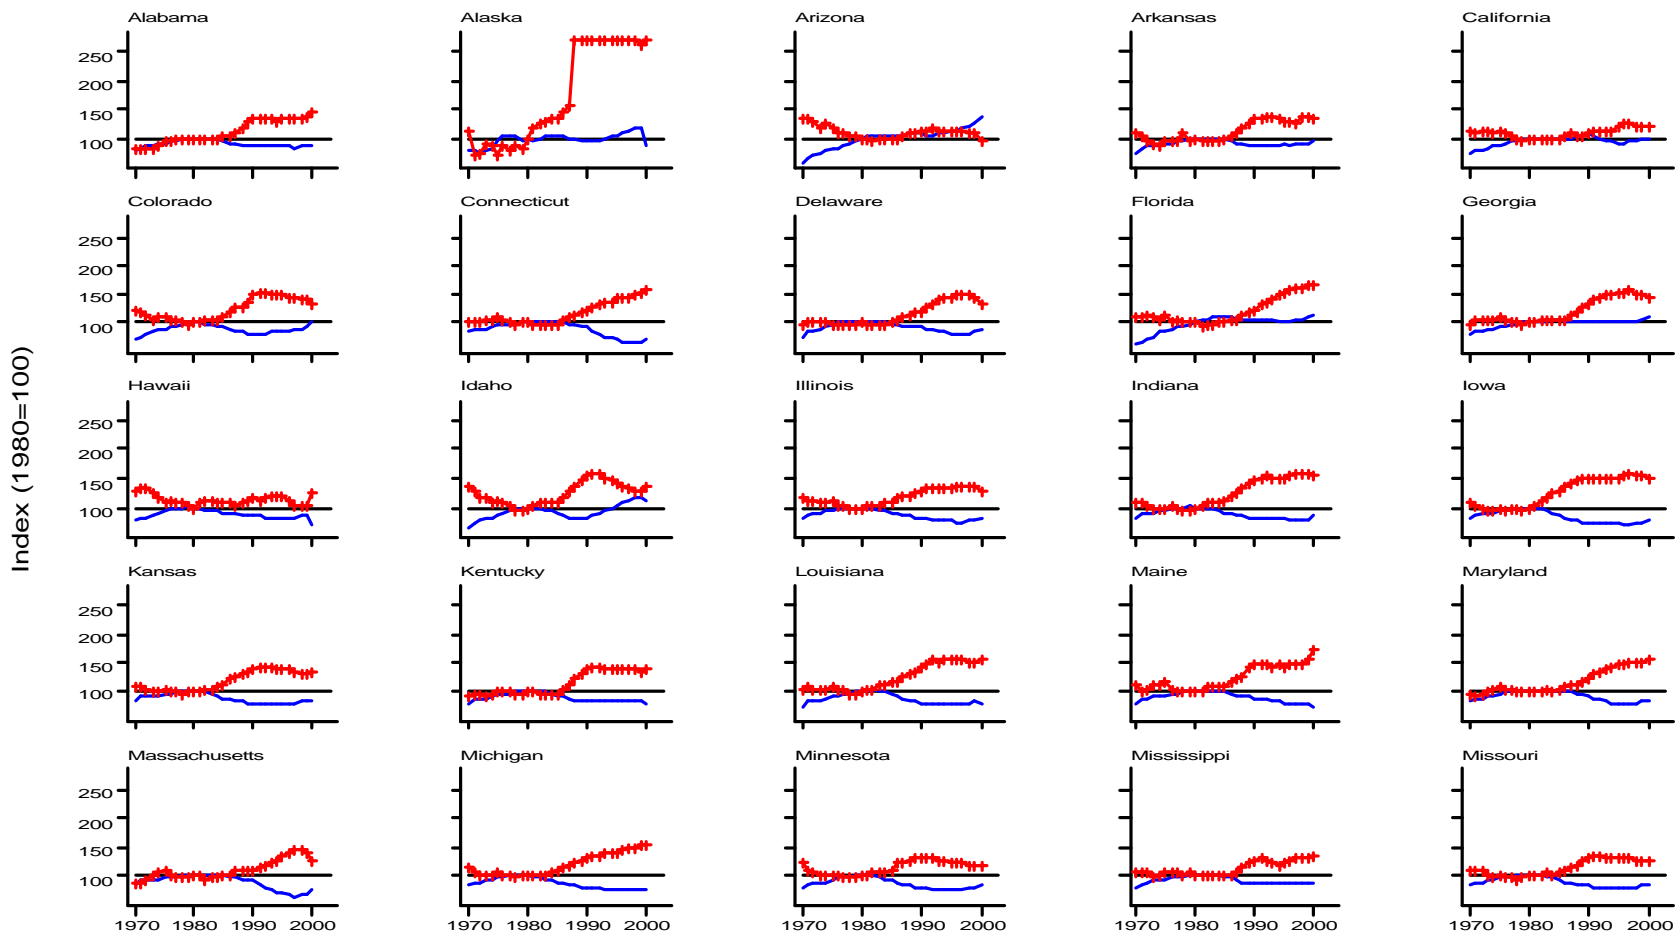 Alabama Alaska Arizona Arkansas California
250
200
150
100
Colorado Connecticut Delaware Florida Georgia
250
200
150
100
Index (1980=100)
Hawaii Idaho Illinois Indiana Iowa
250
200
150
100
Kansas Kentucky Louisiana Maine Maryland
250
200
150
100
Massachusetts Michigan Minnesota Mississippi Missouri
250
200
150
100
1970 1980 1990 2000 1970 1980 1990 2000 1970 1980 1990 2000 1970 1980 1990 2000 1970 1980 1990 2000